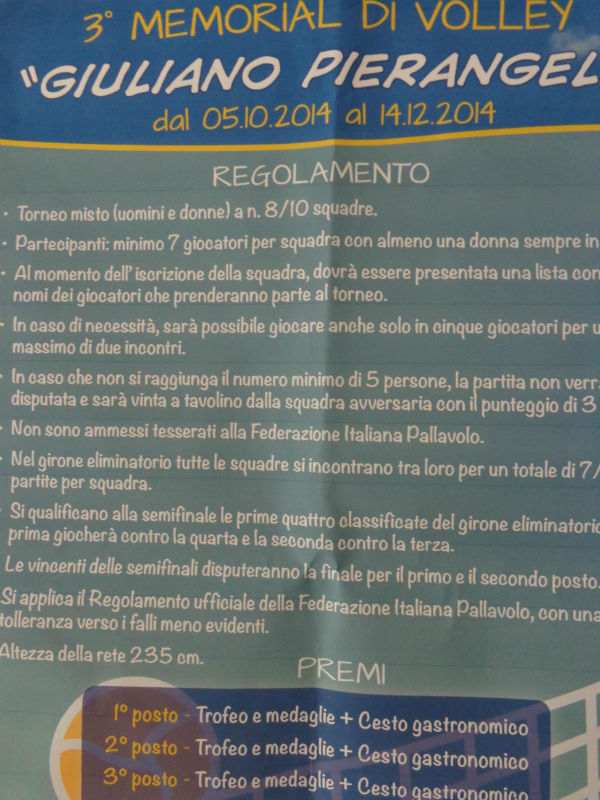 3° MEMORIAL DI VOLLEY
"GIULIANO PIERANGEL
dal 05.10.2014 al 14.12.2014
REGOLAMENTO
• Torneo misto (uomini e donne) a n. 8/10 squadre.
• Partecipanti: minimo 7 giocatori per squadra con almeno una donna sempre in
• Al momento dell' iscrizione della squadra, dovrà essere presentata una lista con
nomi dei giocatori che prenderanno parte al torneo.
• In caso di necessità, sarà possibile giocare anche solo in cinque giocatori per u
massimo di due incontri.
• In caso che non si raggiunga il numero minimo di 5 persone, la partita non verr
disputata e sarà vinta a tavolino dalla squadra avversaria con il punteggio di 3
• Non sono ammessi tesserati alla Federazione Italiana Pallavolo.
• Nel girone eliminatorio tutte le squadre si incontrano tra loro per un totale di 7/
partite per squadra.
• Si qualificano alla semifinale le prime quattro classificate del girone eliminatorio
prima giocherà contro la quarta e la seconda contro la terza.
Le vincenti delle semifinali disputeranno la finale per il primo e il secondo posto.
Si applica il Regolamento ufficiale della Federazione Italiana Pallavolo, con una
tolleranza verso i falli meno evidenti.
Altezza della rete 235 cm.
PREMI
1° posto - Trofeo e medaglie + Cesto gastronomico
2° posto - Trofeo e medaglie + Cesto gastronomico
3° posto - Trofeo e medaglie + Cesto gastronomico